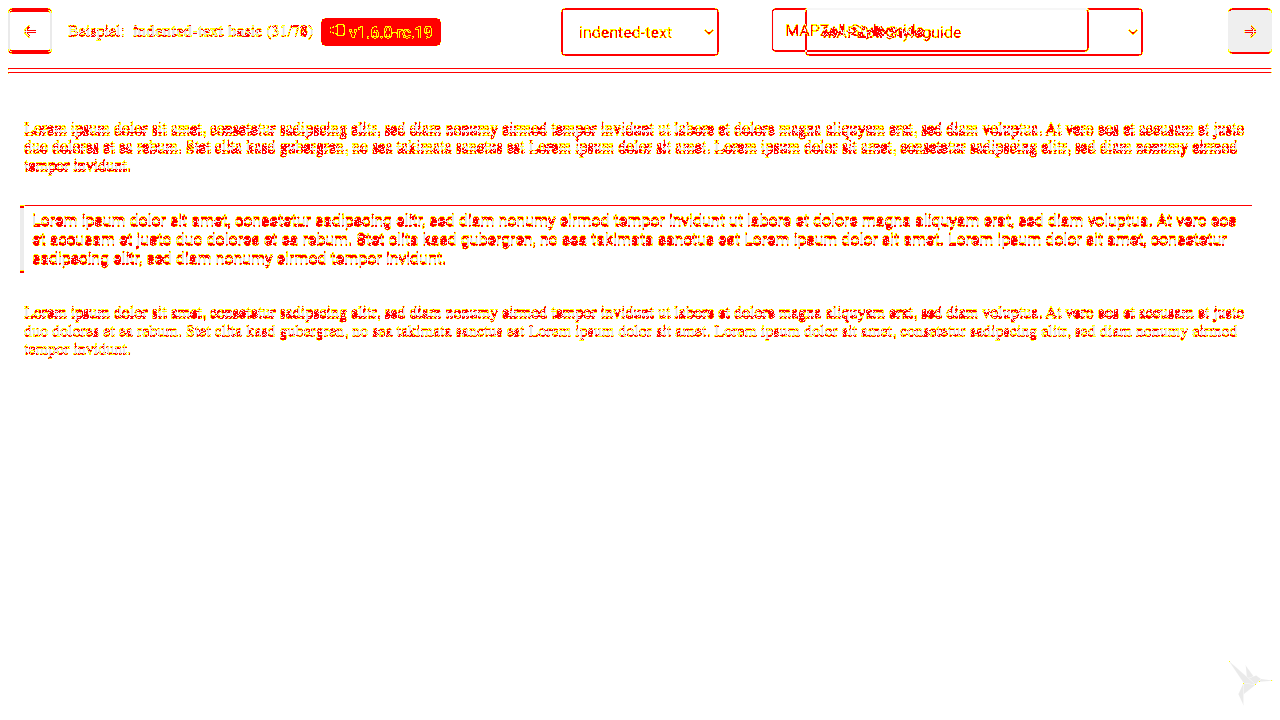 Beispiel: indented-text basic (31/78) v1.6.0-rc.19 indented-text
Lorem ipsum dolor sit amet, consetetur sadipscing elitr, sed diam nonumy eirmod tempor invidunt ut labore et dolore magna aliquyam erat, sed diam voluptua. At vero eos et accusam et justo
duo dolores et ea rebum. Stet clita kasd gubergren, no sea takimata sanctus est Lorem ipsum dolor sit amet. Lorem ipsum dolor sit amet, consetetur sadipscing elitr, sed diam nonumy eirmod
tempor invidunt.
Lorem ipsum dolor sit amet, consetetur sadipscing elitr, sed diam nonumy eirmod tempor invidunt ut labore et dolore magna aliquyam erat, sed diam voluptua. At vero eos
et accusam et justo duo dolores et ea rebum. Stet clita kasd gubergren, no sea takimata sanctus est Lorem ipsum dolor sit amet. Lorem ipsum dolor sit amet, consetetur
sadipscing elitr, sed diam nonumy eirmod tempor invidunt.
Lorem ipsum dolor sit amet, consetetur sadipscing elitr, sed diam nonumy eirmod tempor invidunt ut labore et dolore magna aliquyam erat, sed diam voluptua. At vero eos et accusam et justo
duo dolores et ea rebum. Stet clita kasd gubergren, no sea takimata sanctus est Lorem ipsum dolor sit amet. Lorem ipsum dolor sit amet, consetetur sadipscing elitr, sed diam nonumy eirmod
tempor invidunt.